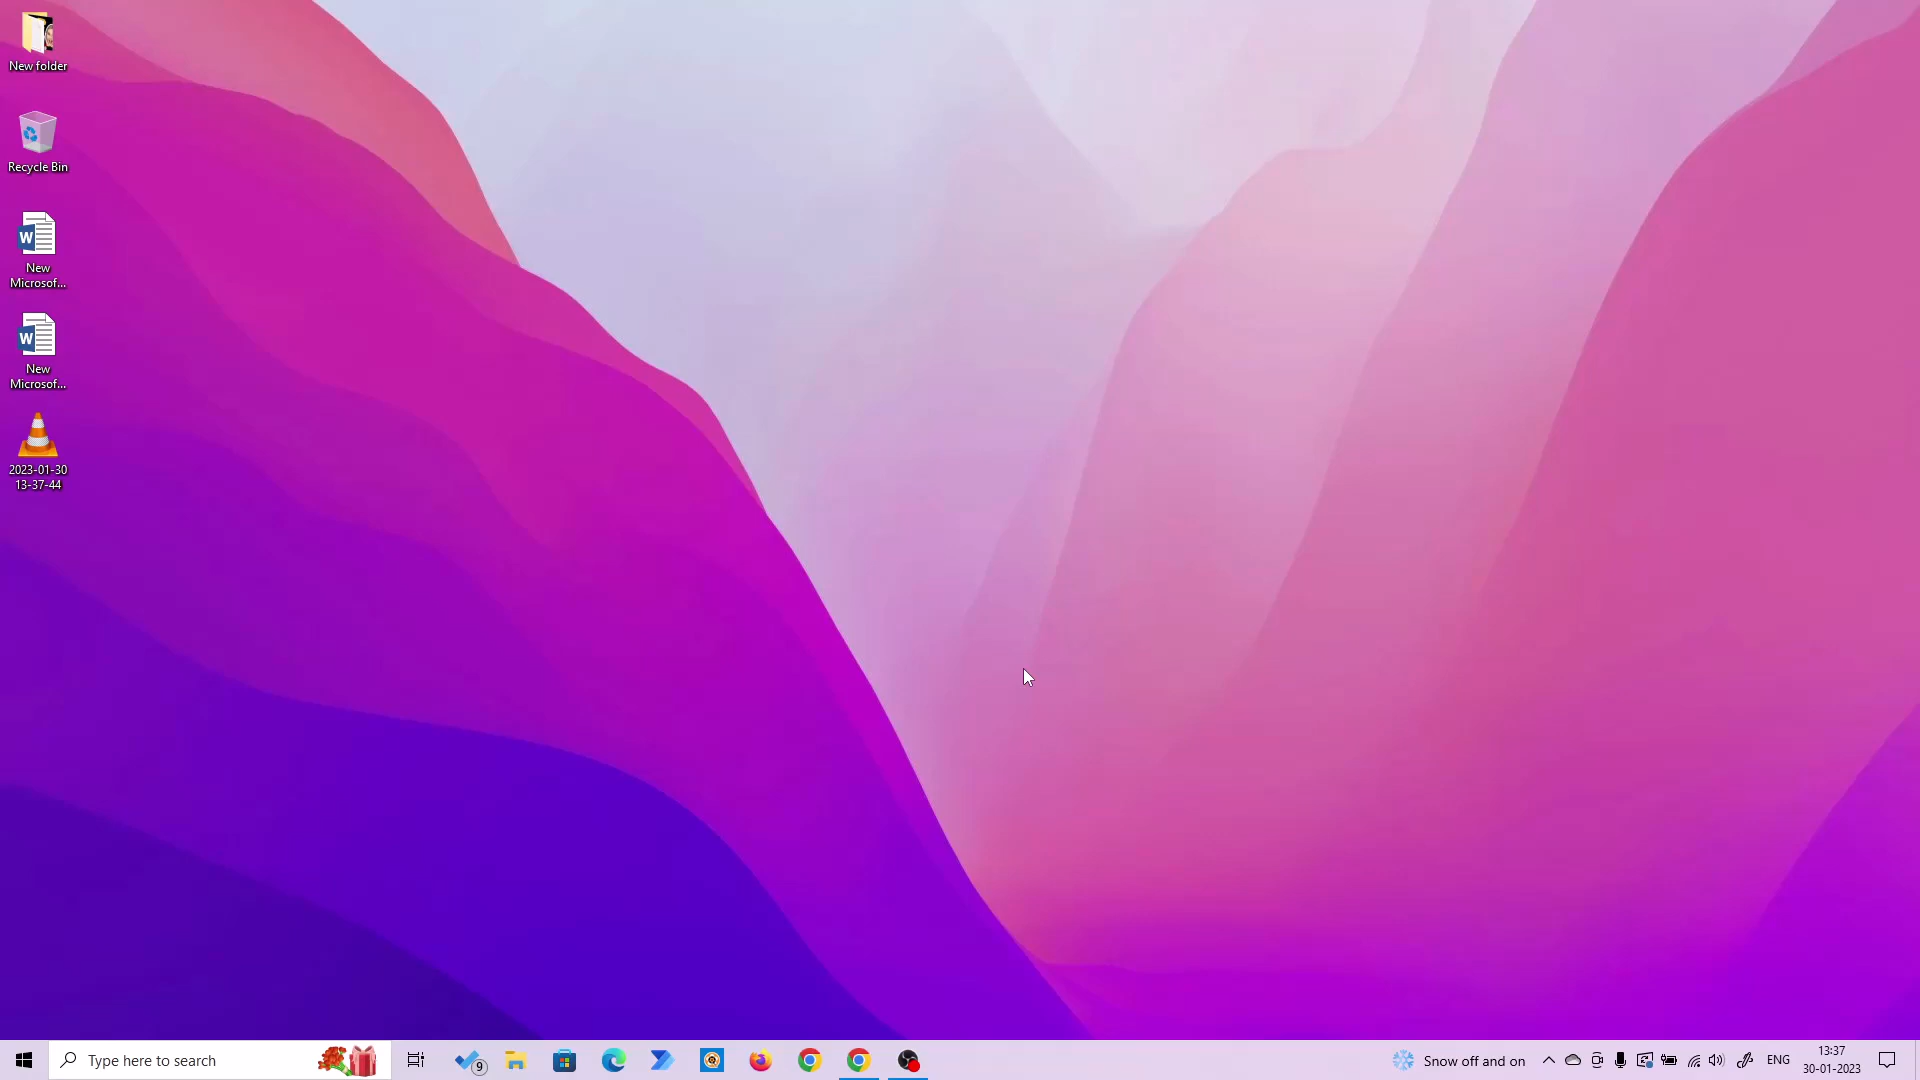 New folder
Recycle Bin
New
Microsof...
New
Microsof...
2023-01-30
13-37-44
Type here to search
9
Snow off and on
ENG
13:37
30-01-2023